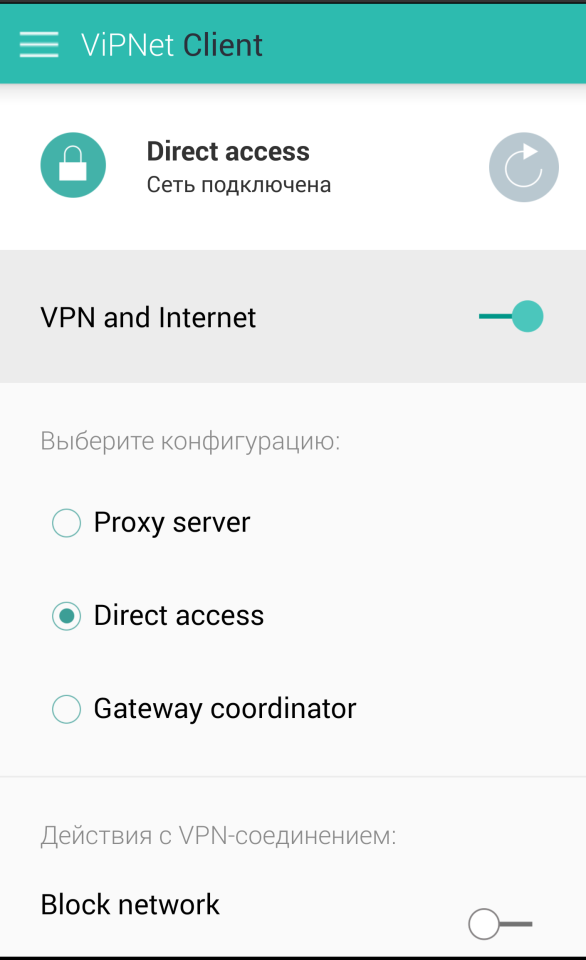 ViPNet Client
Direct access
Сеть подключена
VPN and Internet
Выберите конфигурацию:
Proxy server
Direct access
Gateway coordinator
Действия с VPN-соединением:
Block network